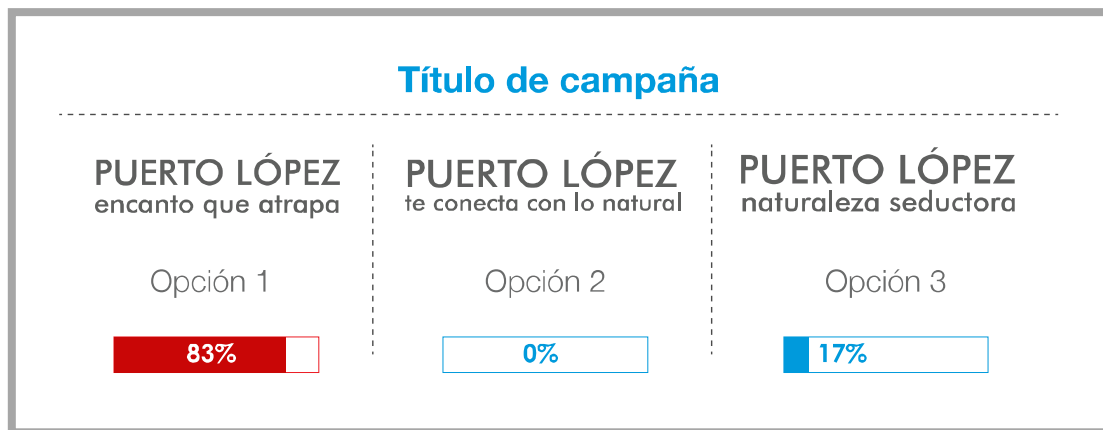 Título de campaña
PUERTO LÓPEZ
encanto que atrapa
Opción 1
83%
PUERTO LÓPEZ
te conecta con lo natural
Opción 2
0%
PUERTO LÓPEZ
naturaleza seductora
Opción 3
17%